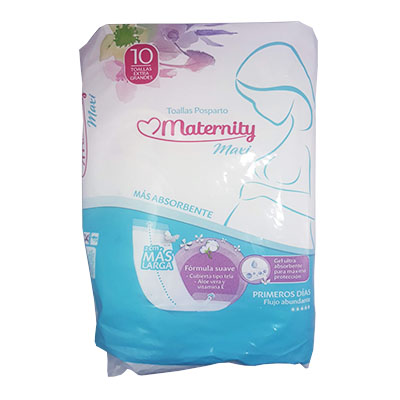 10
TOALLAS
EXTRA
GRANDES
Toallas Posparto
Maternity
Maxi
Maxi
MÁS ABSORBENTE
MÁS
LARGA
Fórmula suave
- Cubierta tipo tela
- Aloe vera y
vitamina E
Gel ultra
absorbente
para máxima
protección
PRIMEROS DÍAS
Flujo abundante